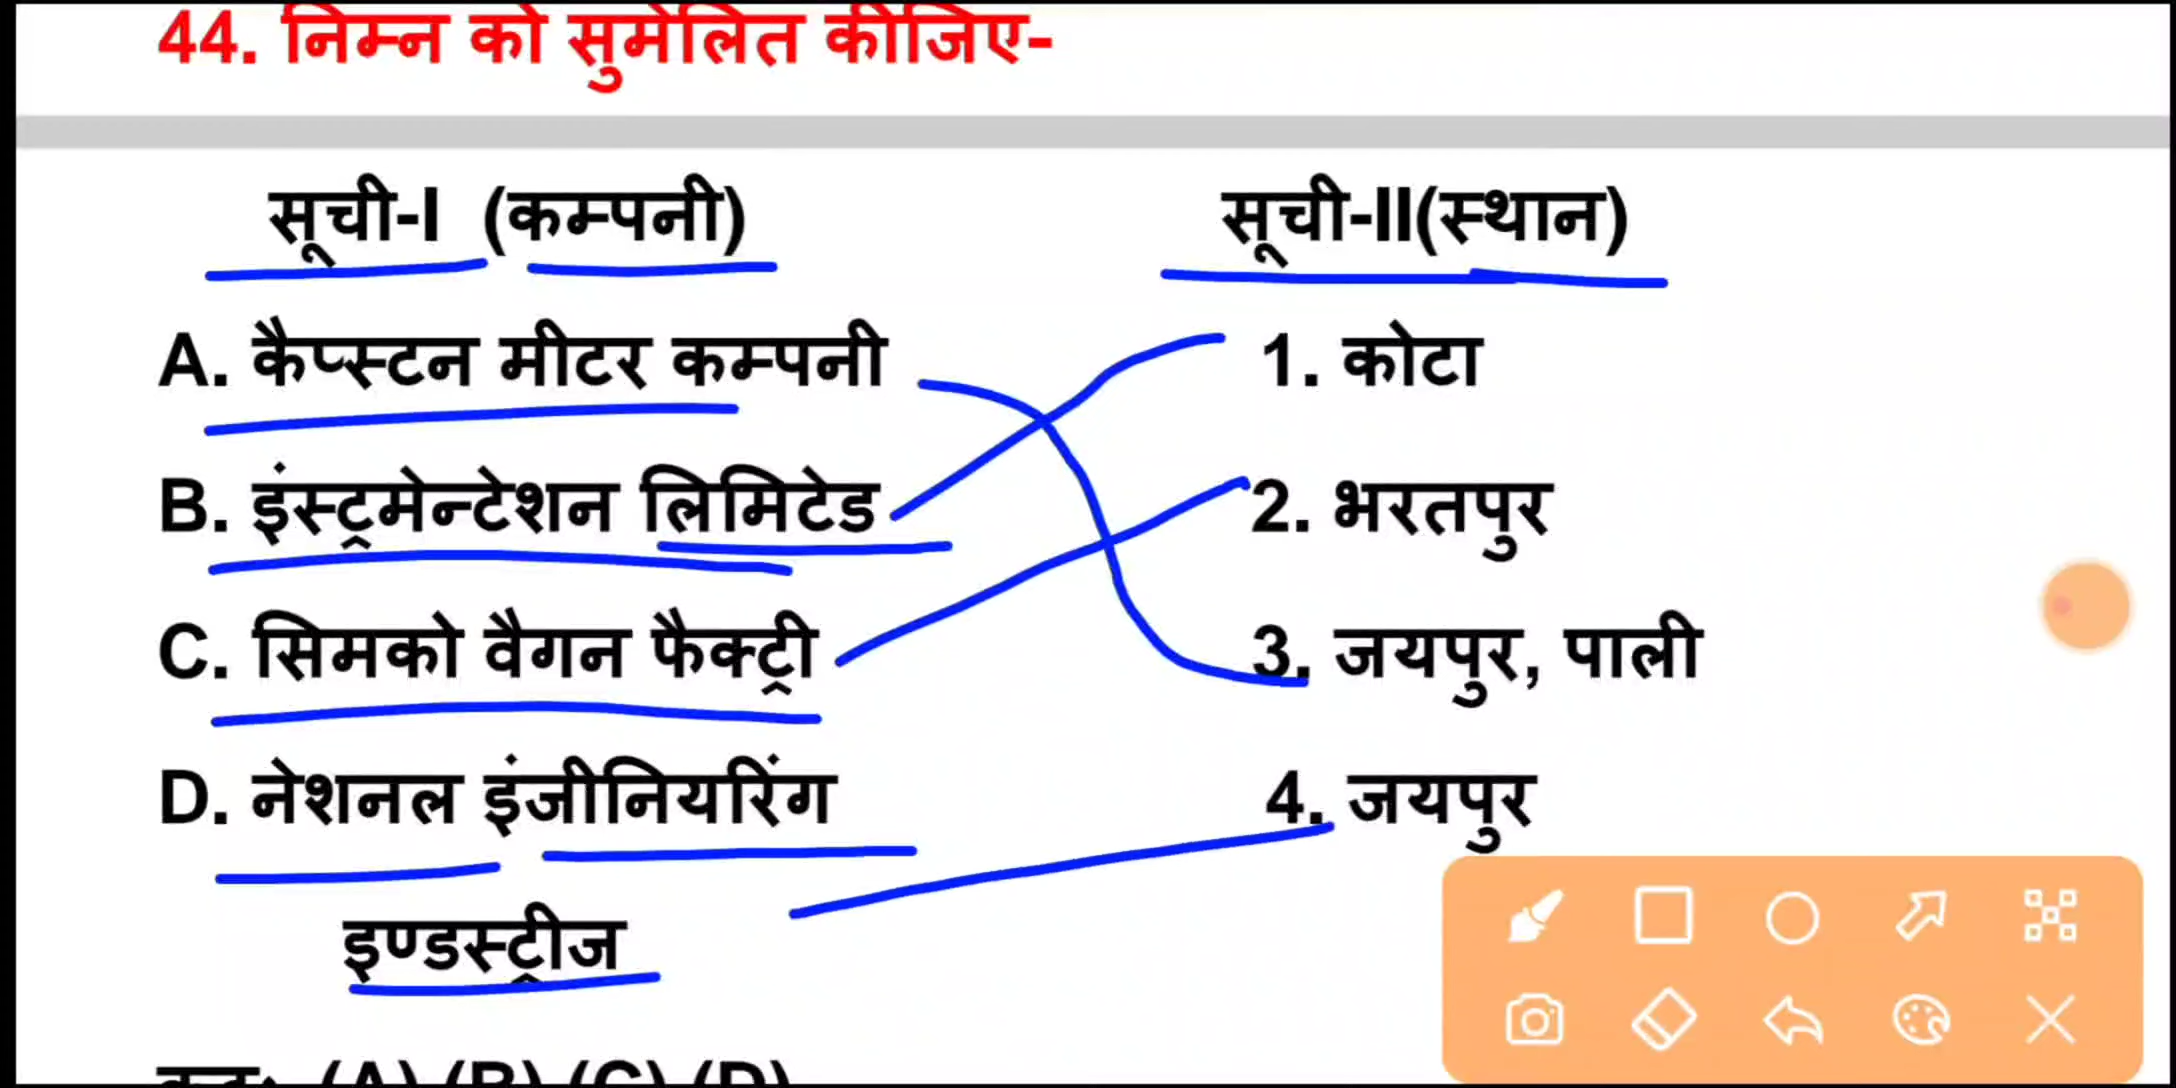 44. निम्न को सुमेलित कीजिए-
सूची-I (कम्पनी) सूची-II(स्थान)
A. कैप्स्टन मीटर कम्पनी 1. कोटा
B. इंस्ट्रमेन्टेशन लिमिटेड 2. भरतपुर
C. सिमको वैगन फैक्ट्री 3. जयपुर, पाली
D. नेशनल इंजीनियरिंग 4. जयपुर
इण्डस्ट्रीज
(A) (B) (C) (D)